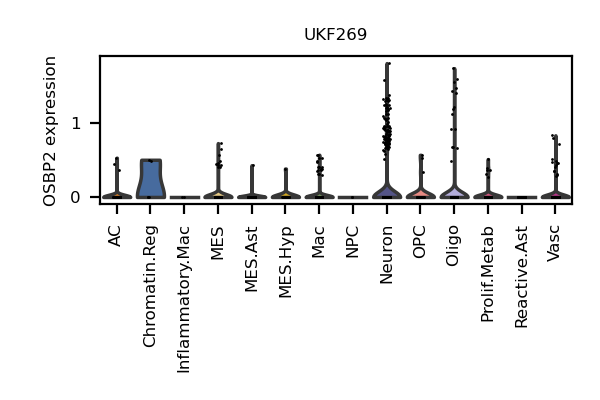 UKF269
OSBP2 expression
1
0
AC
Chromatin.Reg
Inflammatory.Mac
MES
MES.Ast
MES.Hyp
Mac
NPC
Neuron
OPC
Oligo
Prolif.Metab
Reactive.Ast
Vasc